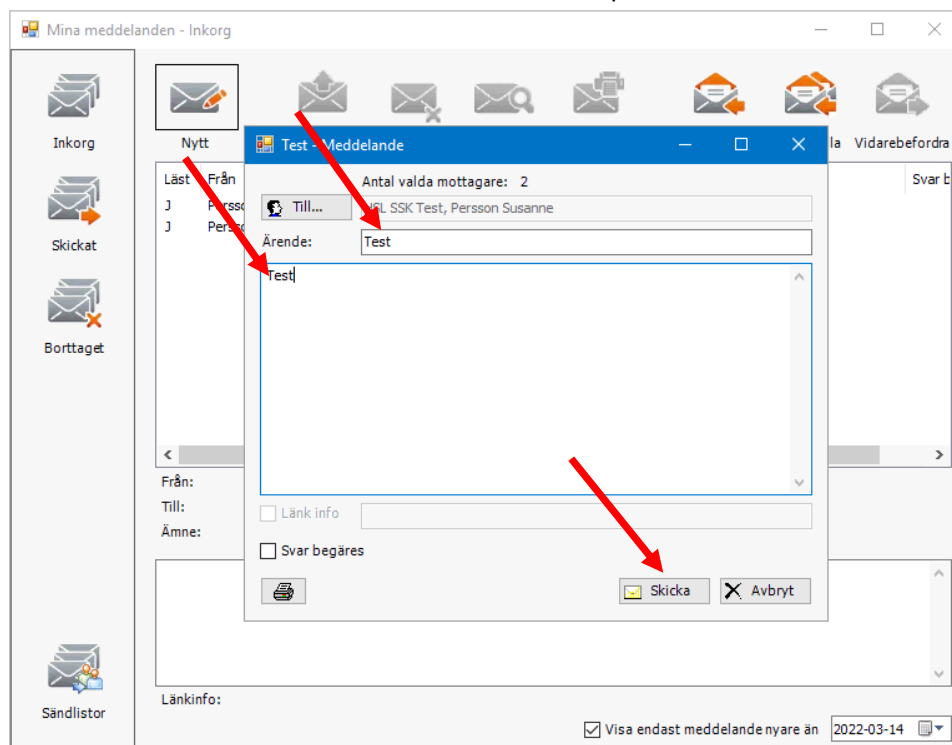 Mina meddelanden - Inkorg
Inkorg
Nytt
la
Vidarebefordra
Test - Meddelande
Läst Från
Svar b
Antal valda mottagare: 2
Till...
SSK Test, Persson Susanne
J
J
Skickat
Ärende: Test
Test
Borttaget
Från:
Till:
Ämne:
Länk info
Svar begäres
Skicka
Avbryt
Länkinfo:
Sändlistor
Visa endast meddelande nyare än 2022-03-14